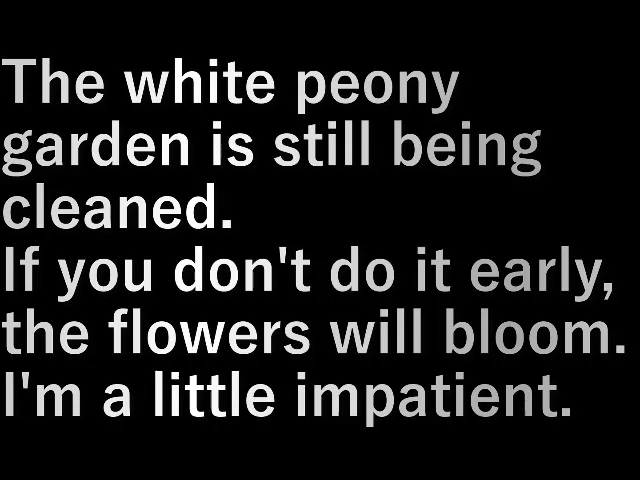 The white peony
garden is still being
cleaned.
If you don't do it early,
the flowers will bloom.
I'm a little impatient.